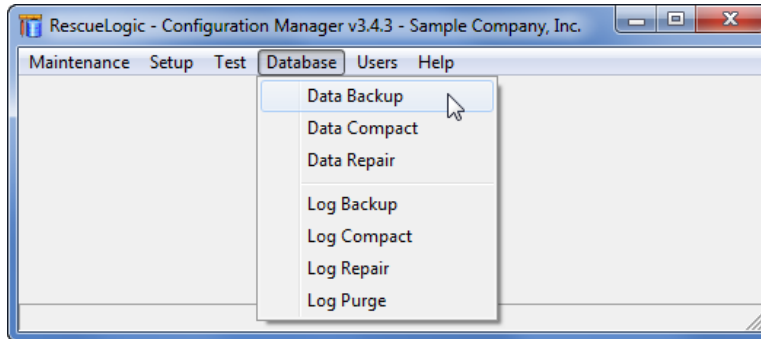 RescueLogic - Configuration Manager v3.4.3 - Sample Company, Inc.
Maintenance Setup Test Database Users Help
Data Backup
Data Compact
Data Repair
Log Backup
Log Compact
Log Repair
Log Purge